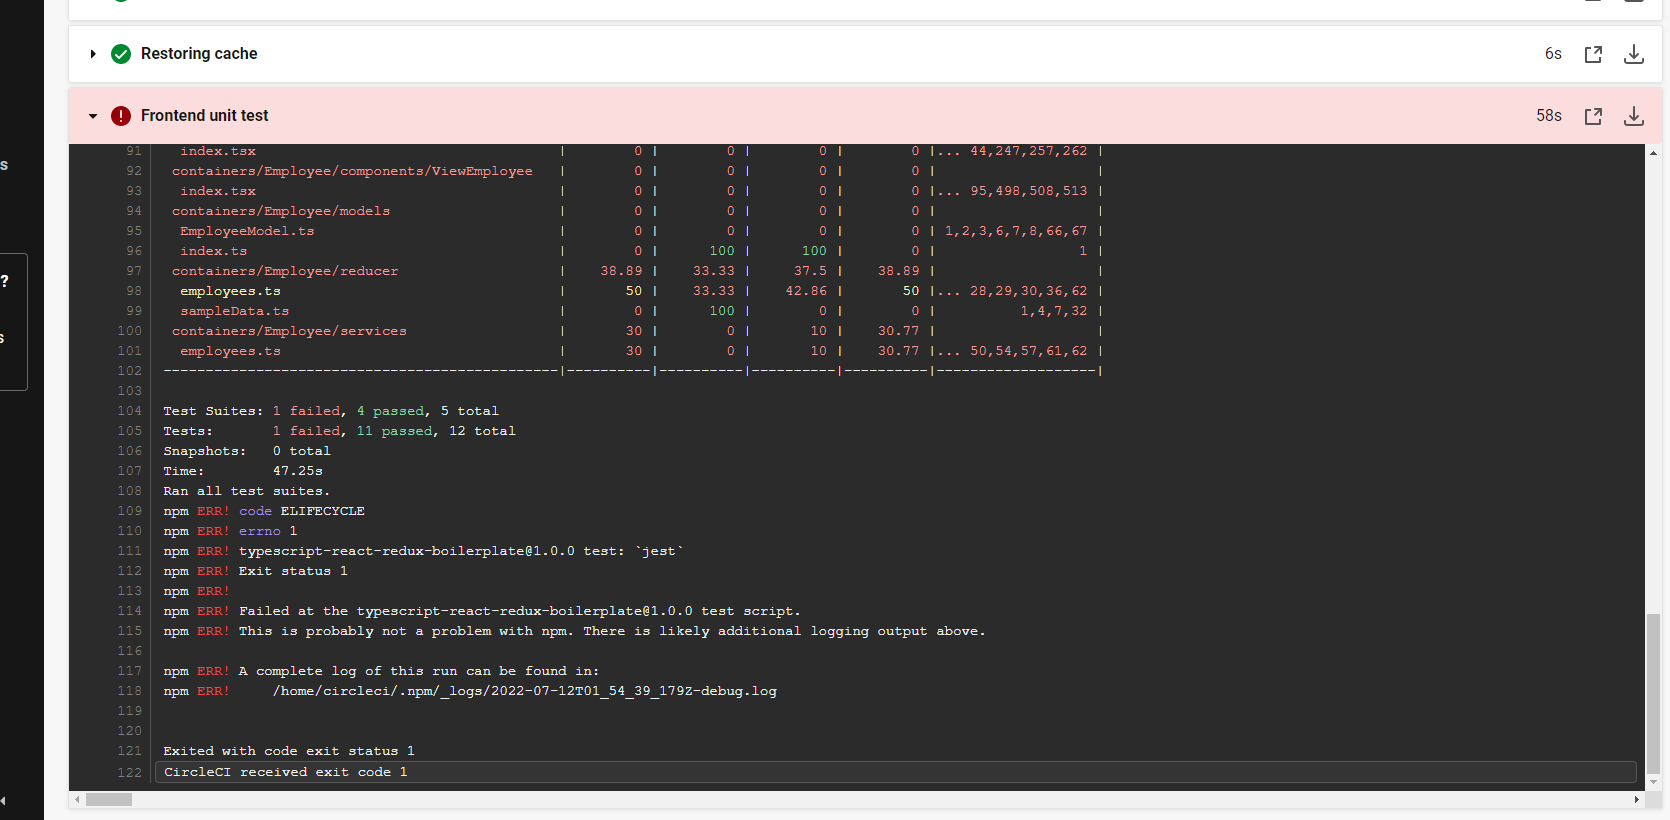 Restoring cache 6s
Frontend unit test 58s
91 index.tsx | 0 | 0 | 0 | 0 |... 44,247,257,262 |
92 containers/Employee/components/ViewEmployee | 0 | 0 | 0 | 0 | |
93 index.tsx | 0 | 0 | 0 | 0 |... 95,498,508,513 |
94 containers/Employee/models | 0 | 0 | 0 | 0 | |
95 EmployeeModel.ts | 0 | 0 | 0 | 0 | 1,2,3,6,7,8,66,67 |
96 index.ts | 0 | 100 | 100 | 0 | 1 |
97 containers/Employee/reducer | 38.89 | 33.33 | 37.5 | 38.89 | |
98 employees.ts | 50 | 33.33 | 42.86 | 50 |... 28,29,30,36,62 |
99 sampleData.ts | 0 | 100 | 0 | 0 | 1,4,7,32 |
100 containers/Employee/services | 30 | 0 | 10 | 30.77 | |
101 employees.ts | 30 | 0 | 10 | 30.77 |... 50,54,57,61,62 |
102 -----------------------------------------------|----------|----------|----------|----------|-------------------|
103
104 Test Suites: 1 failed, 4 passed, 5 total
105 Tests: 1 failed, 11 passed, 12 total
106 Snapshots: 0 total
107 Time: 47.25s
108 Ran all test suites.
109 npm ERR! code ELIFECYCLE
110 npm ERR! errno 1
111 npm ERR! typescript-react-redux-boilerplate@1.0.0 test: `jest`
112 npm ERR! Exit status 1
113 npm ERR!
114 npm ERR! Failed at the typescript-react-redux-boilerplate@1.0.0 test script.
115 npm ERR! This is probably not a problem with npm. There is likely additional logging output above.
116
117 npm ERR! A complete log of this run can be found in:
118 npm ERR! /home/circleci/.npm/_logs/2022-07-12T01_54_39_179Z-debug.log
119
120
121 Exited with code exit status 1
122 CircleCI received exit code 1
s
?
s